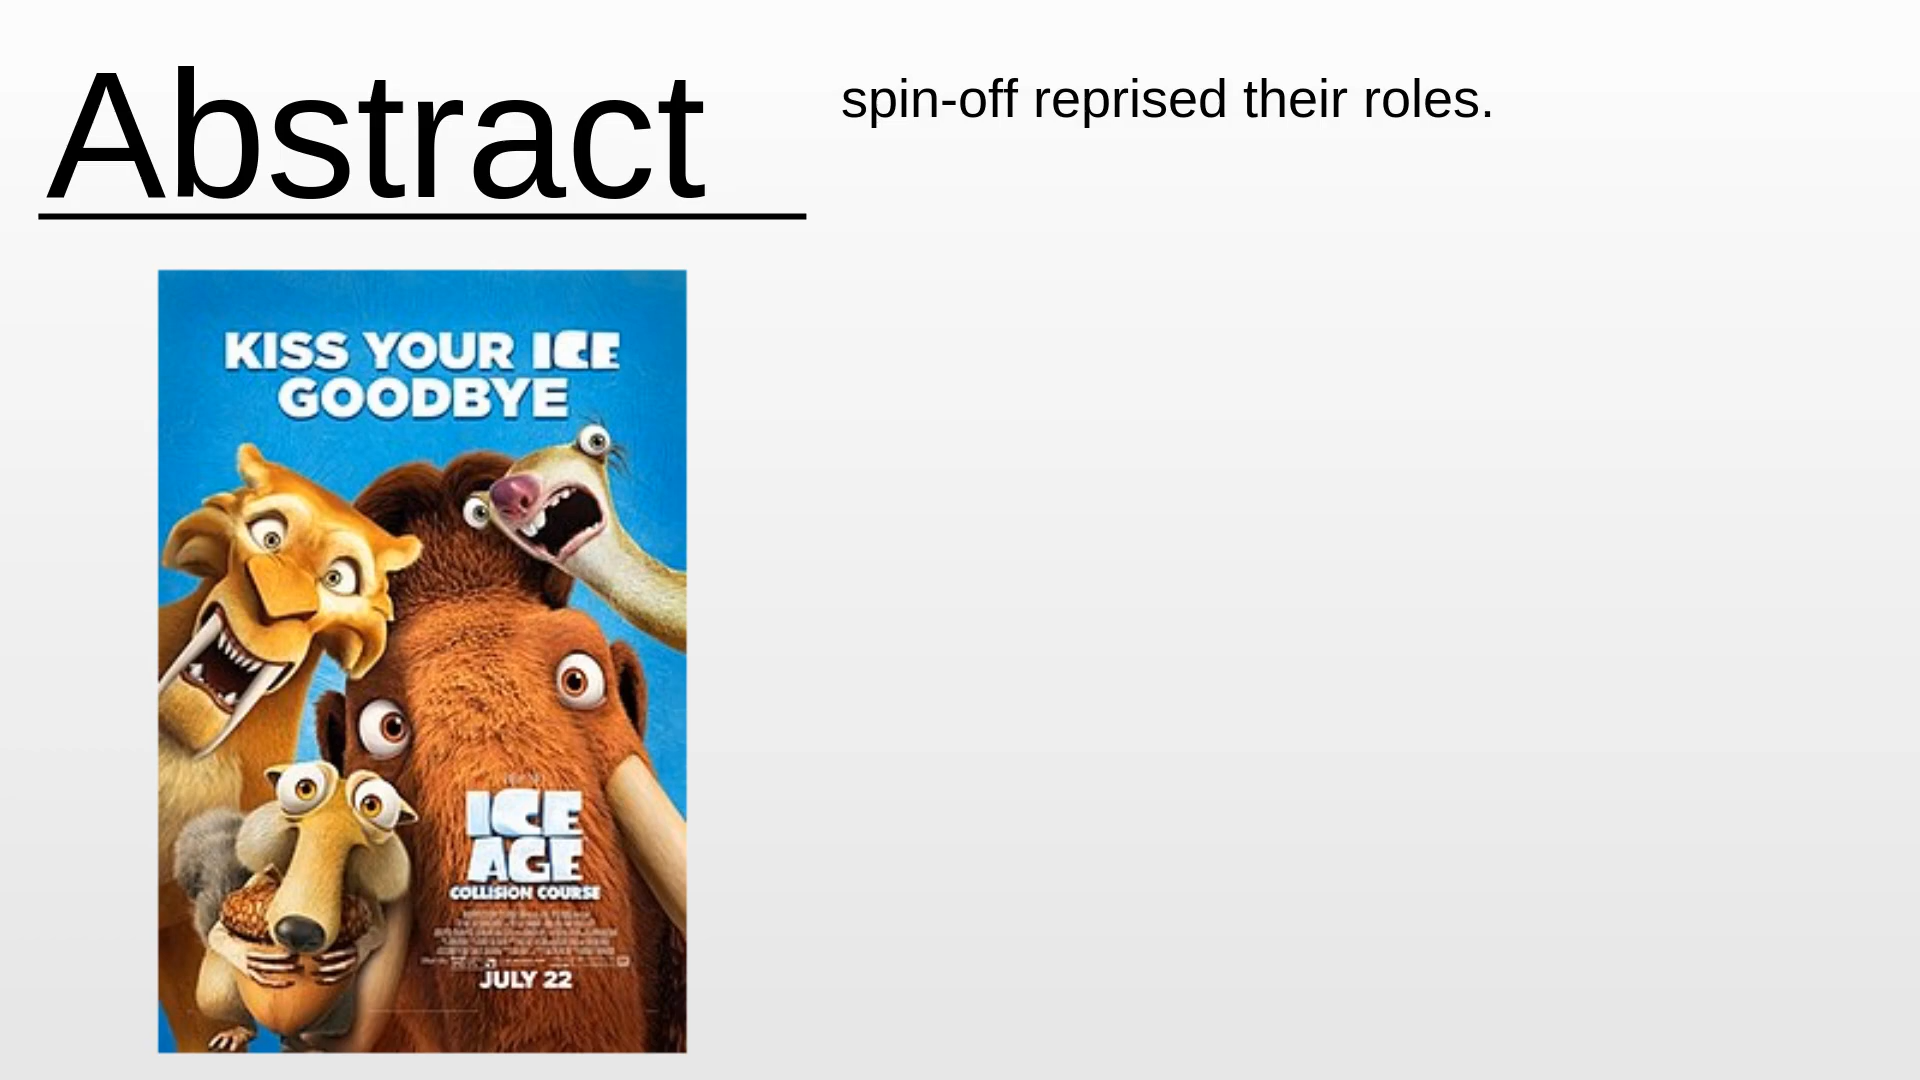 Abstract
spin-off reprised their roles.
KISS YOUR ICE
GOODBYE
ICE
AGE
COLLISION COURSE
JULY 22